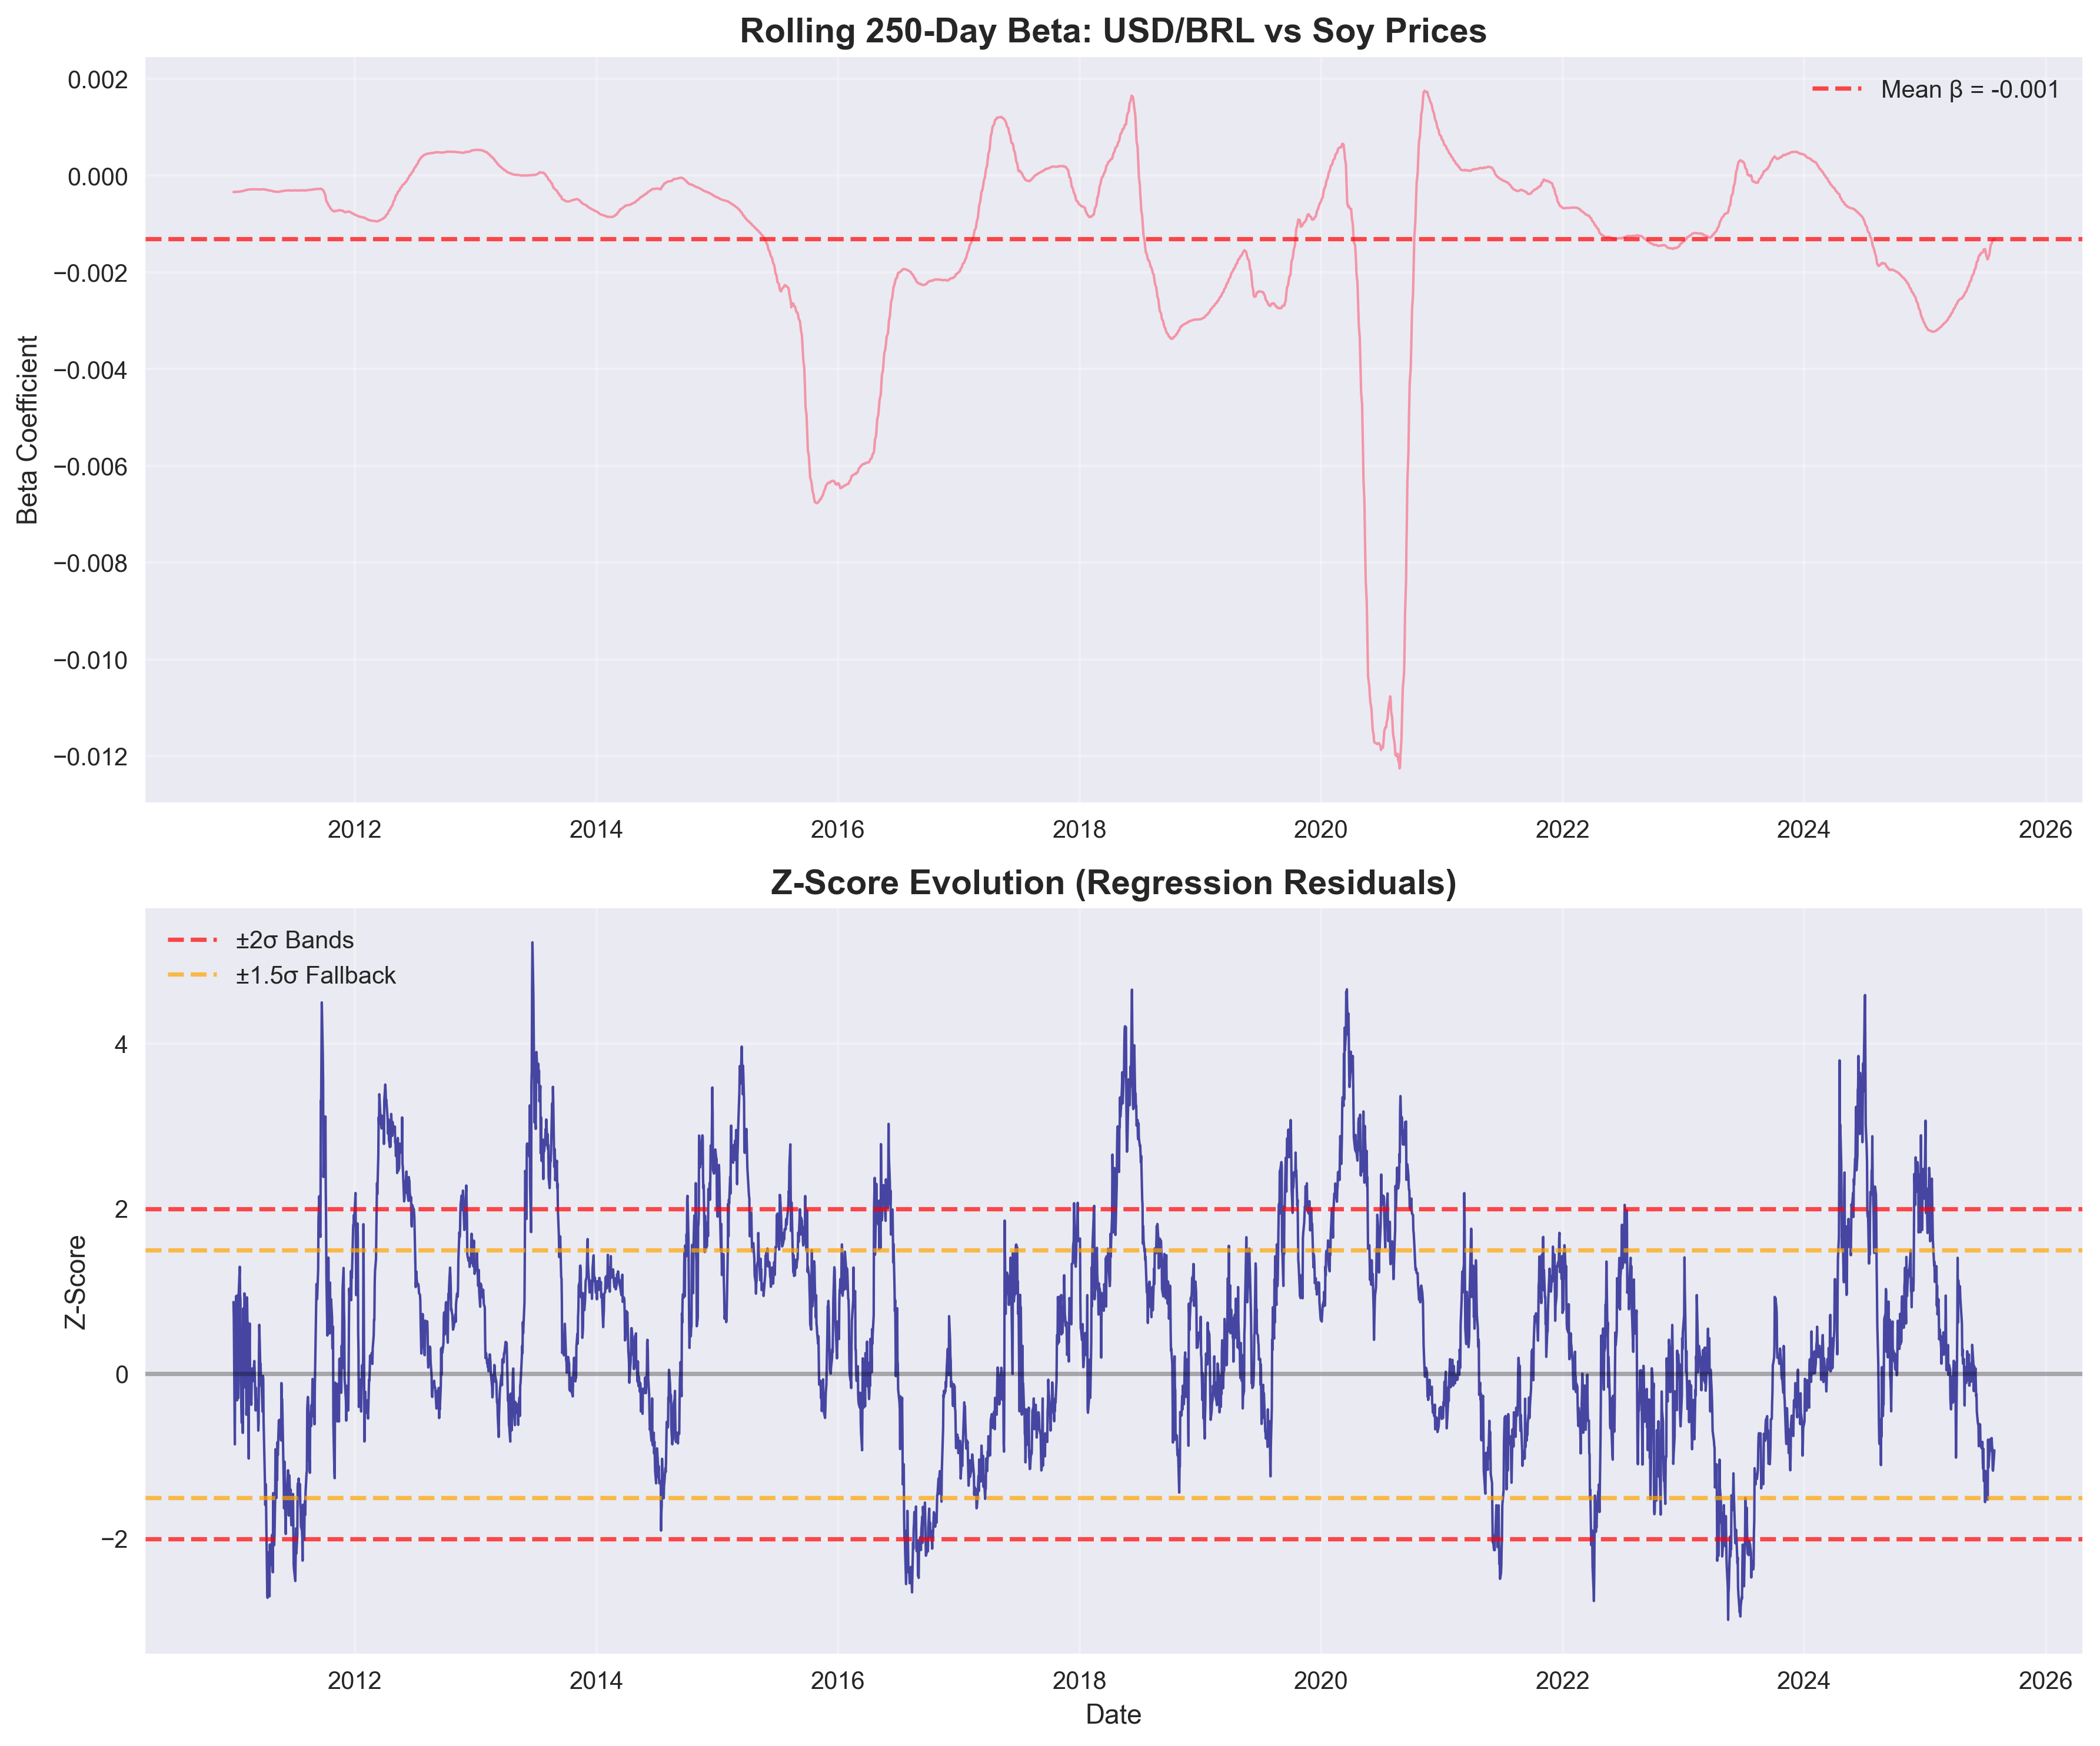 Rolling 250-Day Beta: USD/BRL vs Soy Prices
Mean β = -0.001
Beta Coefficient
0.002
0.000
−0.002
−0.004
−0.006
−0.008
−0.010
−0.012
2012 2014 2016 2018 2020 2022 2024 2026
Z-Score Evolution (Regression Residuals)
±2σ Bands
±1.5σ Fallback
Z-Score
4
2
0
−2
2012 2014 2016 2018 2020 2022 2024 2026
Date